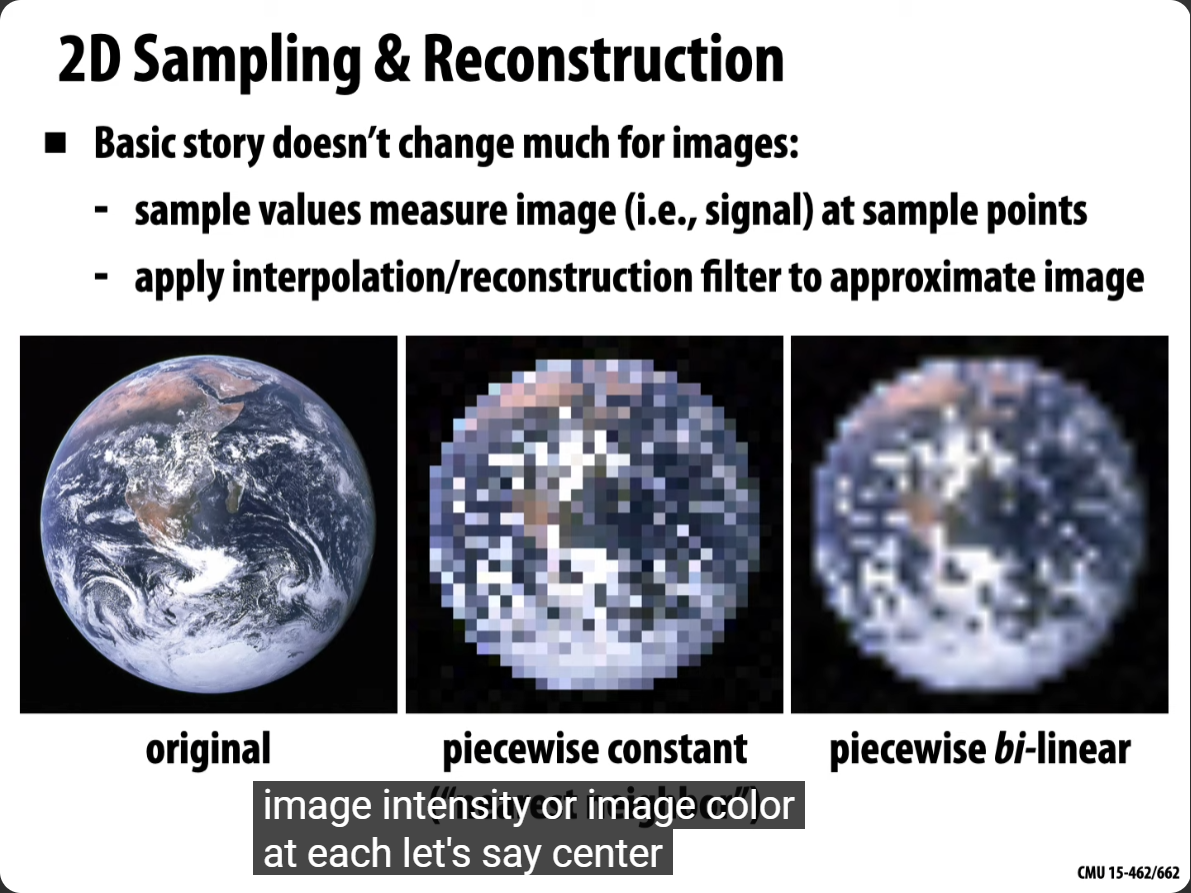 2D Sampling & Reconstruction
■ Basic story doesn’t change much for images:
- sample values measure image (i.e., signal) at sample points
- apply interpolation/reconstruction filter to approximate image
original
piecewise constant
piecewise bi-linear
(“nearest neighbor”)
image intensity or image color
at each let's say center
CMU 15-462/662